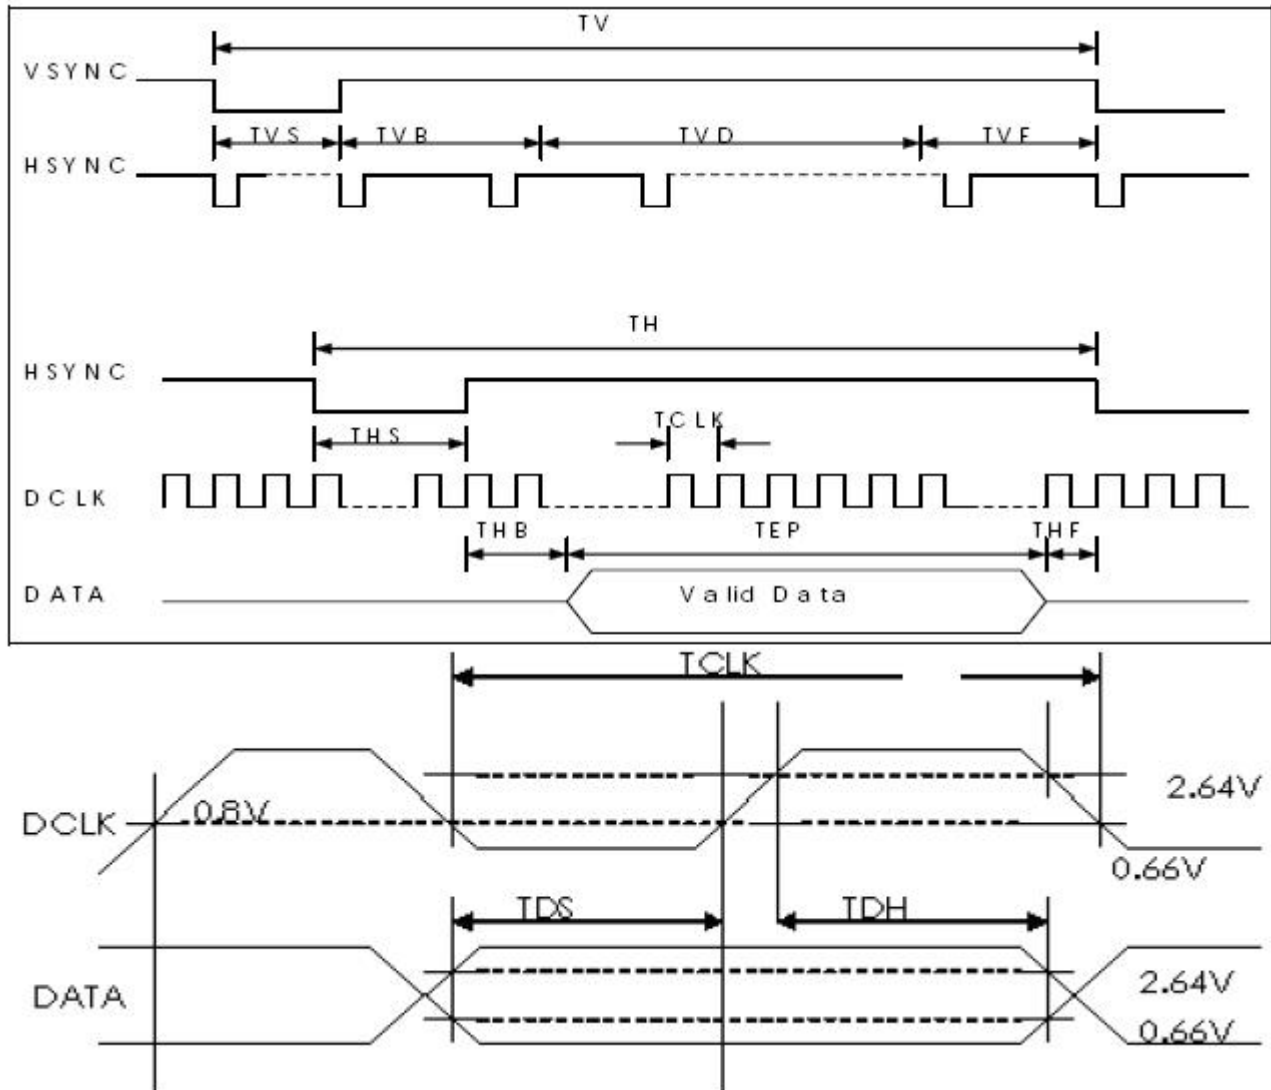 TV
VSYNC
TVS TVB TVD TVF
HSYNC
TH
HSYNC
TCLK
THS
DCLK
THB TEP THF
DATA Valid Data
TCLK
2.64V
0.8V
DCLK
0.66V
TDS TDH
2.64V
DATA
0.66V